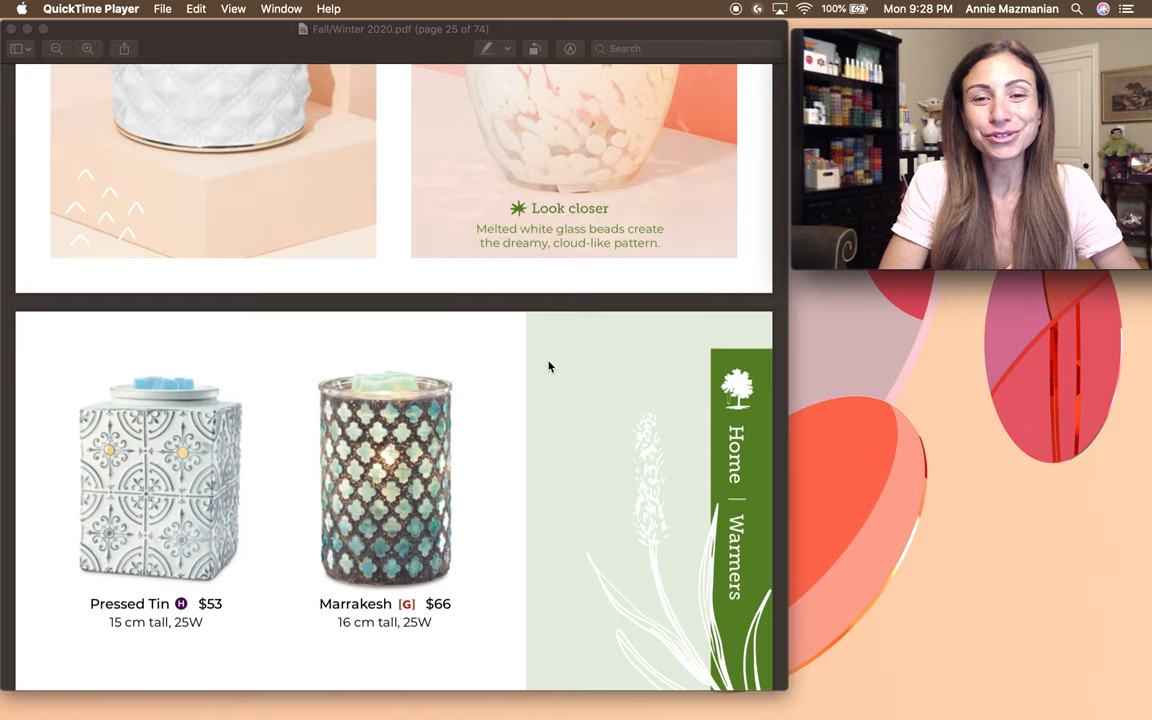 QuickTime Player File Edit View Window Help
100% Mon 9:28 PM Annie Mazmanian
Fall/Winter 2020.pdf (page 25 of 74)
Search
Look closer
Melted white glass beads create
the dreamy, cloud-like pattern.
Home | Warmers
Pressed Tin H $53
15 cm tall, 25W
Marrakesh [G] $66
16 cm tall, 25W